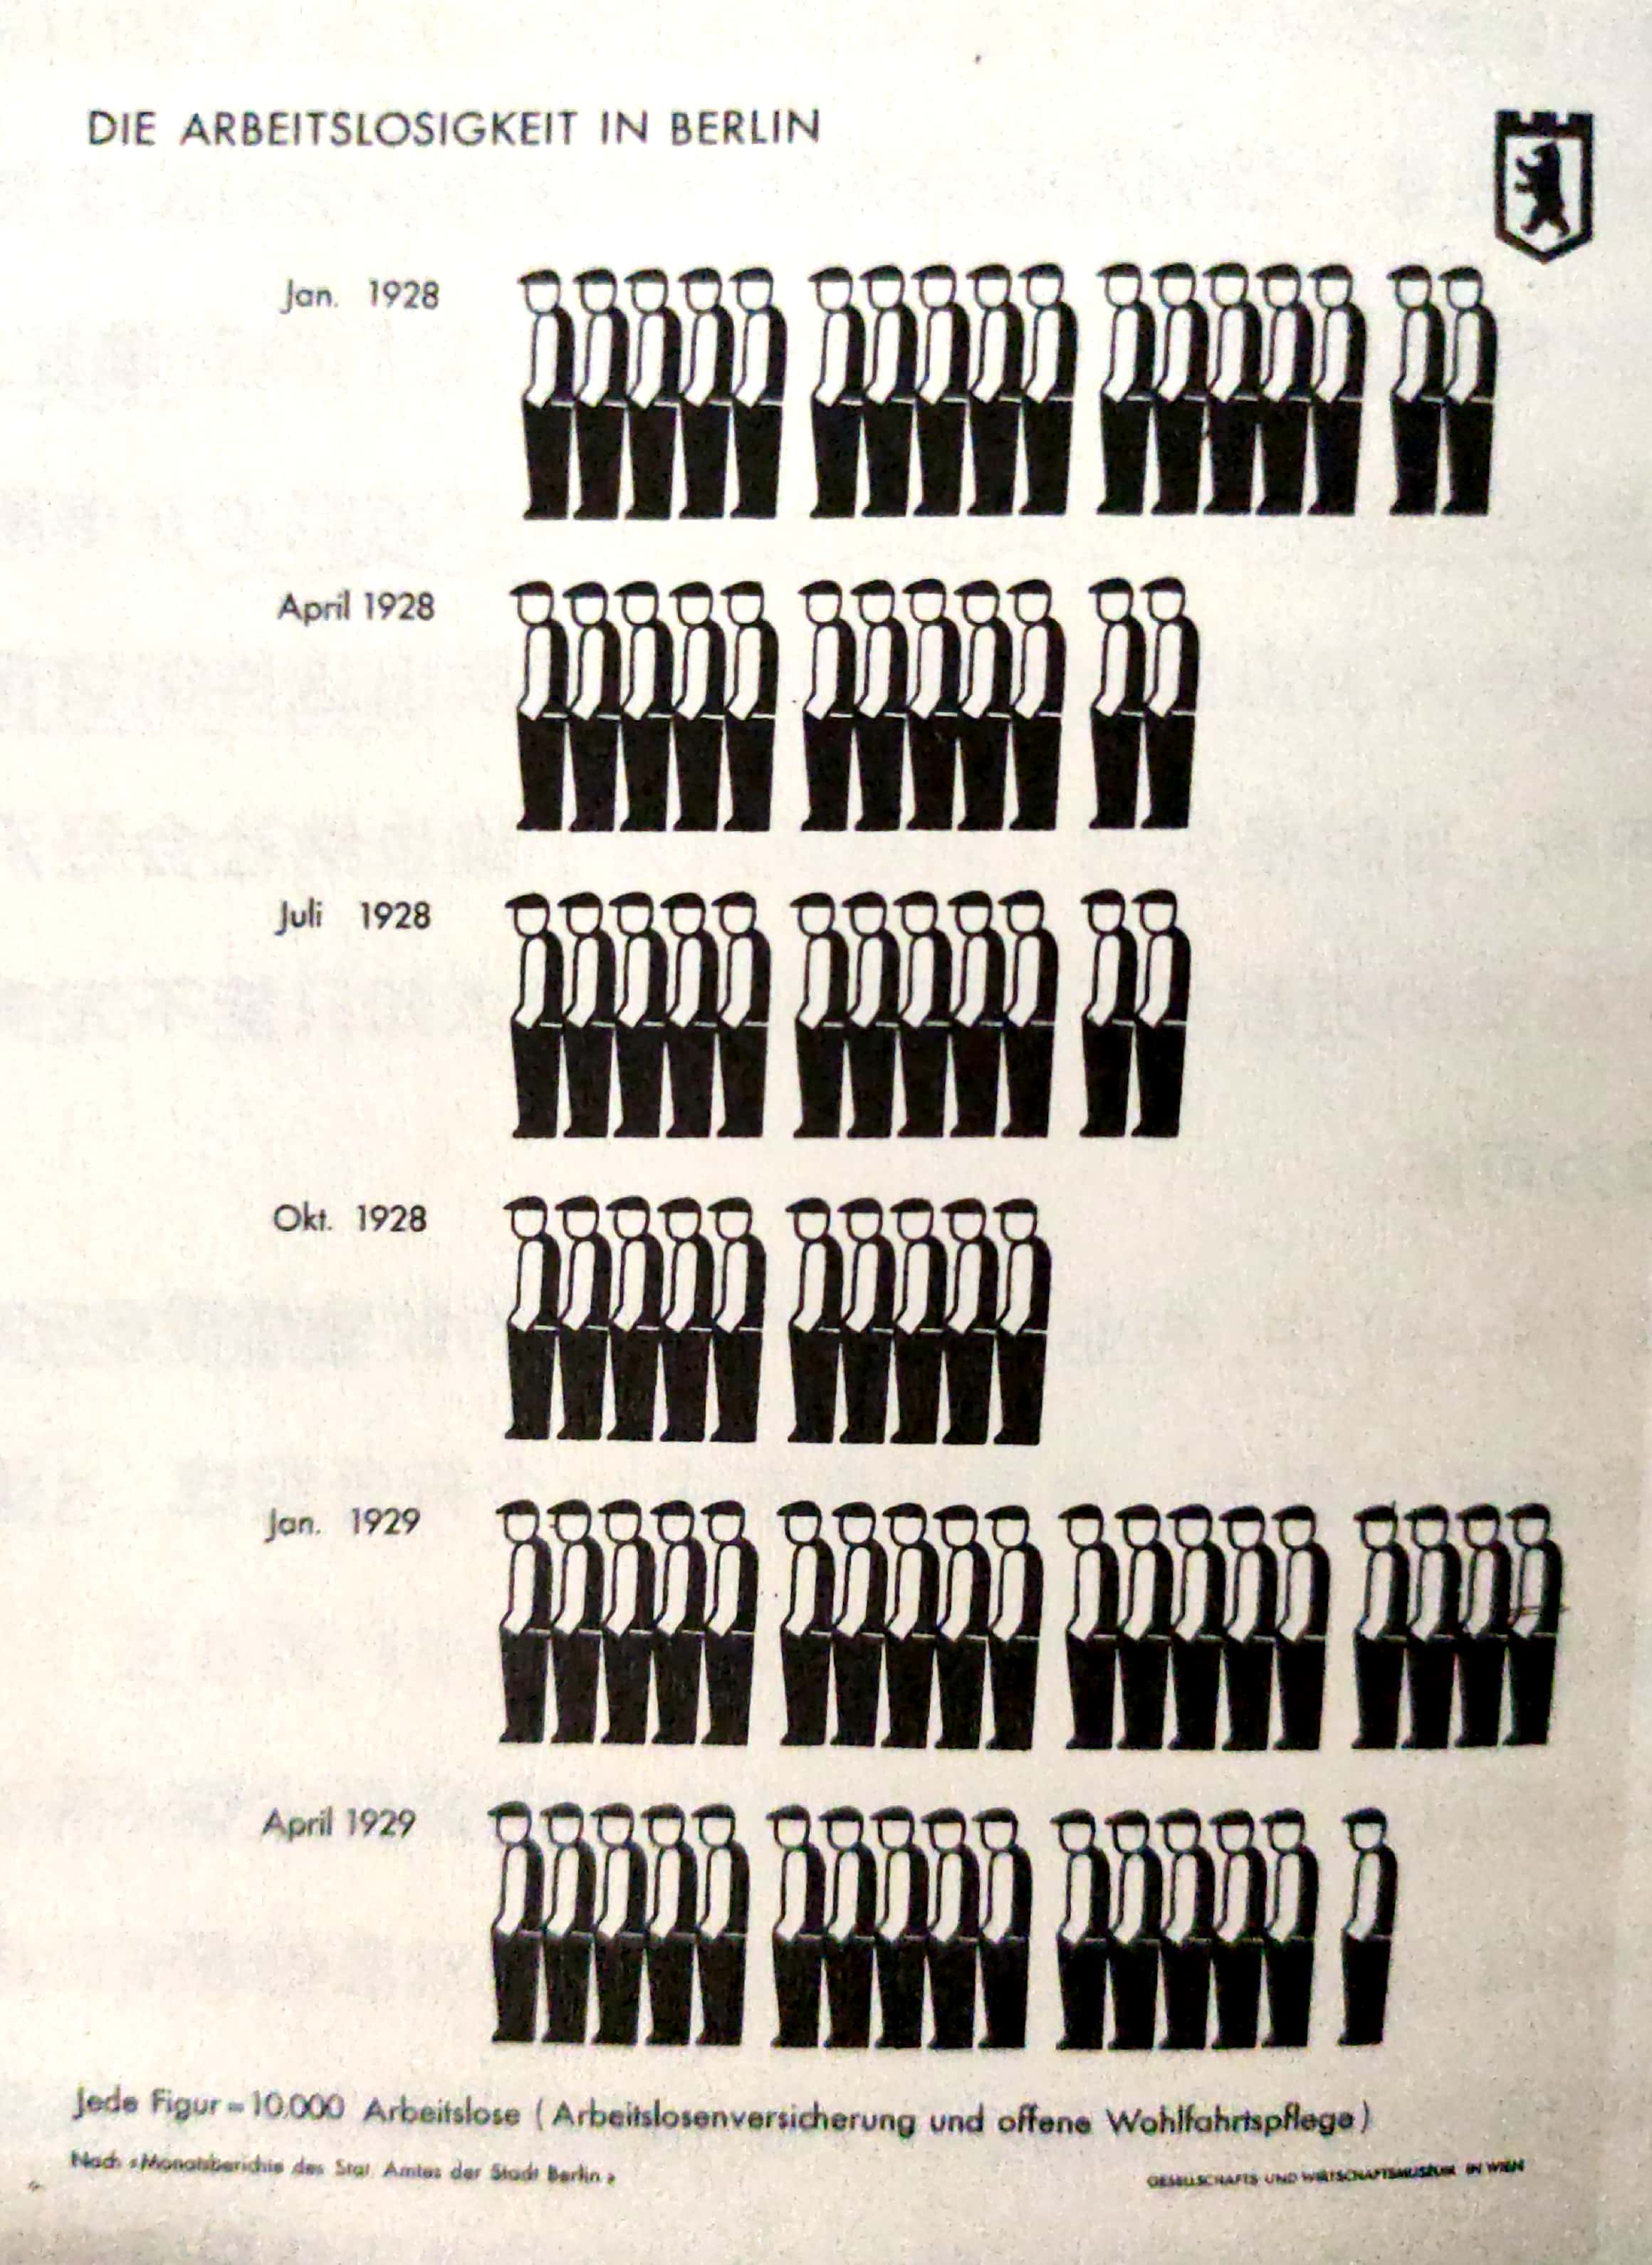 DIE ARBEITSLOSIGKEIT IN BERLIN
Jan. 1928
April 1928
Juli 1928
Okt. 1928
Jan. 1929
April 1929
Jede Figur = 10.000 Arbeitslose (Arbeitslosenversicherung und offene Wohlfahrtspflege)
Nach «Monatsberichte des Stat. Amtes der Stadt Berlin»
GESELLSCHAFTS UND WIRTSCHAFTSMUSEUM IN WIEN